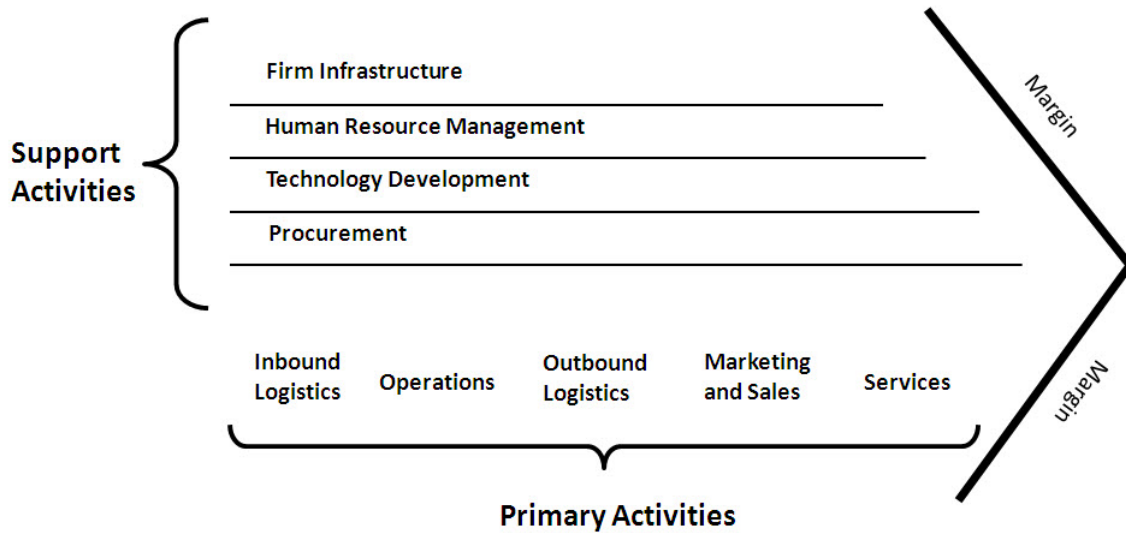 Firm Infrastructure
Human Resource Management
Technology Development
Procurement
Support
Activities
Margin
Margin
Inbound
Logistics
Operations
Outbound
Logistics
Marketing
and Sales
Services
Primary Activities